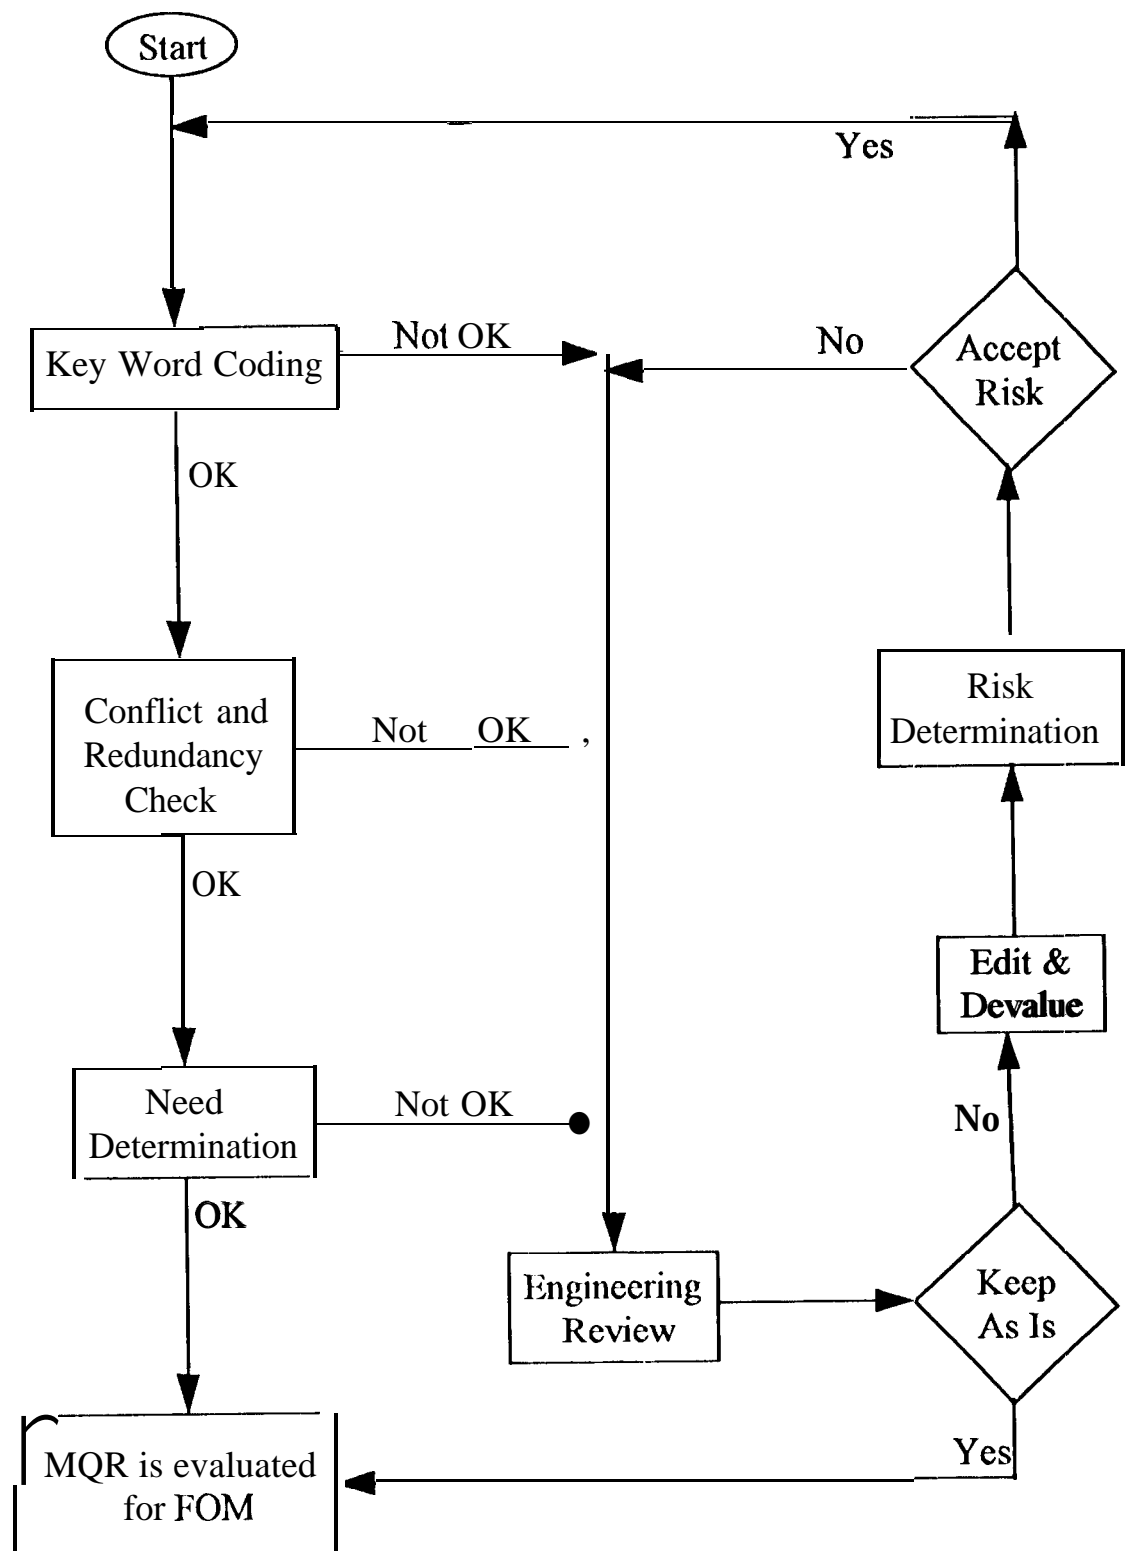 Start
Yes
Not OK
No
Key Word Coding
Accept
Risk
OK
Conflict and
Redundancy
Check
Not OK ,
Risk
Determination
OK
Edit &
Devalue
Need
Determination
Not OK
No
OK
Engineering
Review
Keep
As Is
Yes
MQR is evaluated
for FOM